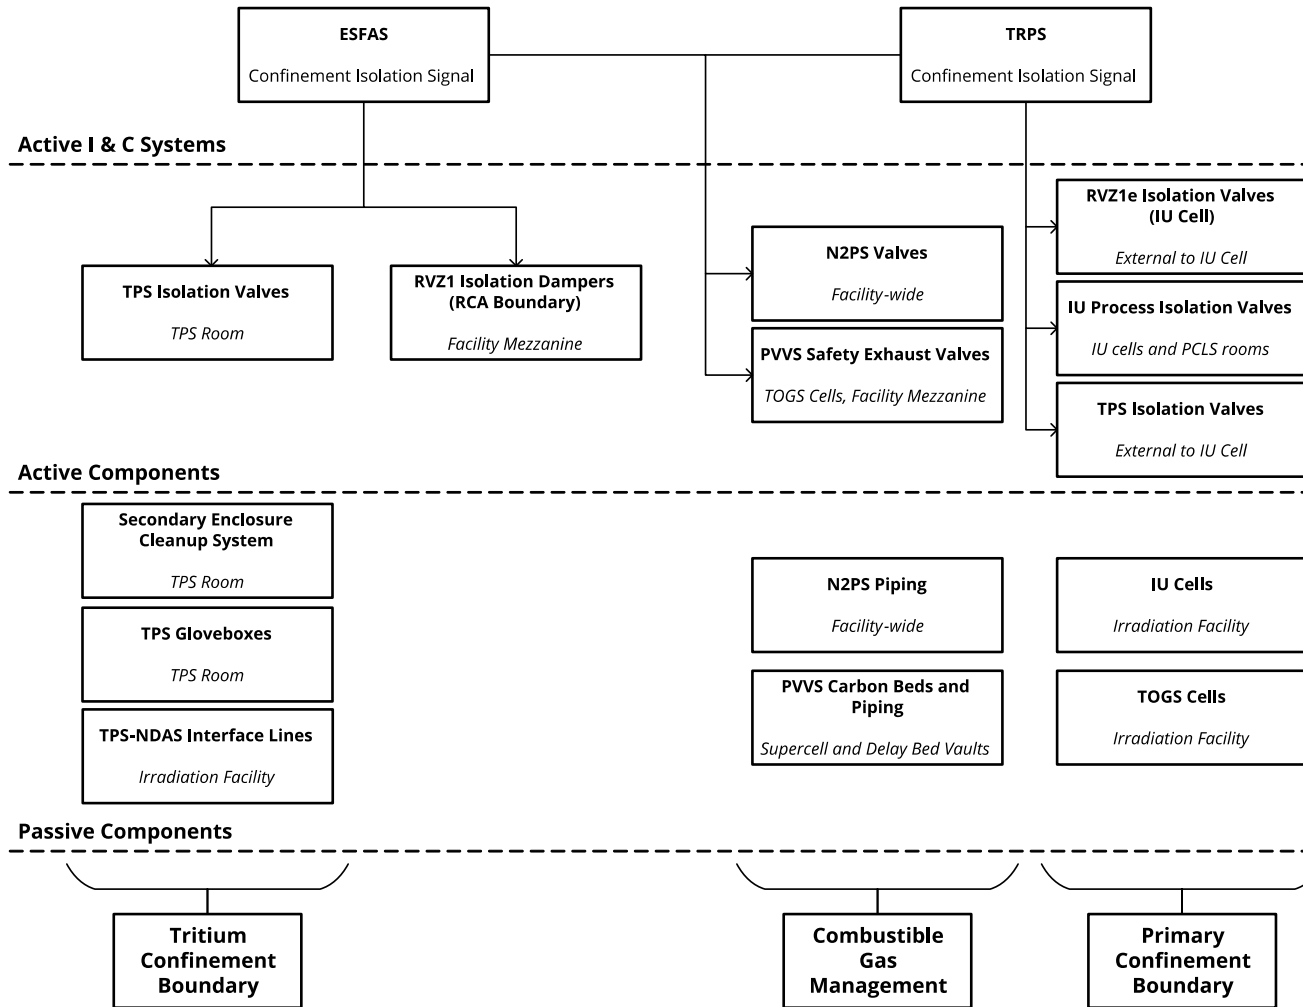 ESFAS
Confinement Isolation Signal
TRPS
Confinement Isolation Signal
Active I & C Systems
TPS Isolation Valves
TPS Room
RVZ1 Isolation Dampers
(RCA Boundary)
Facility Mezzanine
N2PS Valves
Facility-wide
PVVS Safety Exhaust Valves
TOGS Cells, Facility Mezzanine
RVZ1e Isolation Valves
(IU Cell)
External to IU Cell
IU Process Isolation Valves
IU cells and PCLS rooms
TPS Isolation Valves
External to IU Cell
Active Components
Secondary Enclosure
Cleanup System
TPS Room
TPS Gloveboxes
TPS Room
TPS-NDAS Interface Lines
Irradiation Facility
N2PS Piping
Facility-wide
PVVS Carbon Beds and
Piping
Supercell and Delay Bed Vaults
IU Cells
Irradiation Facility
TOGS Cells
Irradiation Facility
Passive Components
Tritium
Confinement
Boundary
Combustible
Gas
Management
Primary
Confinement
Boundary